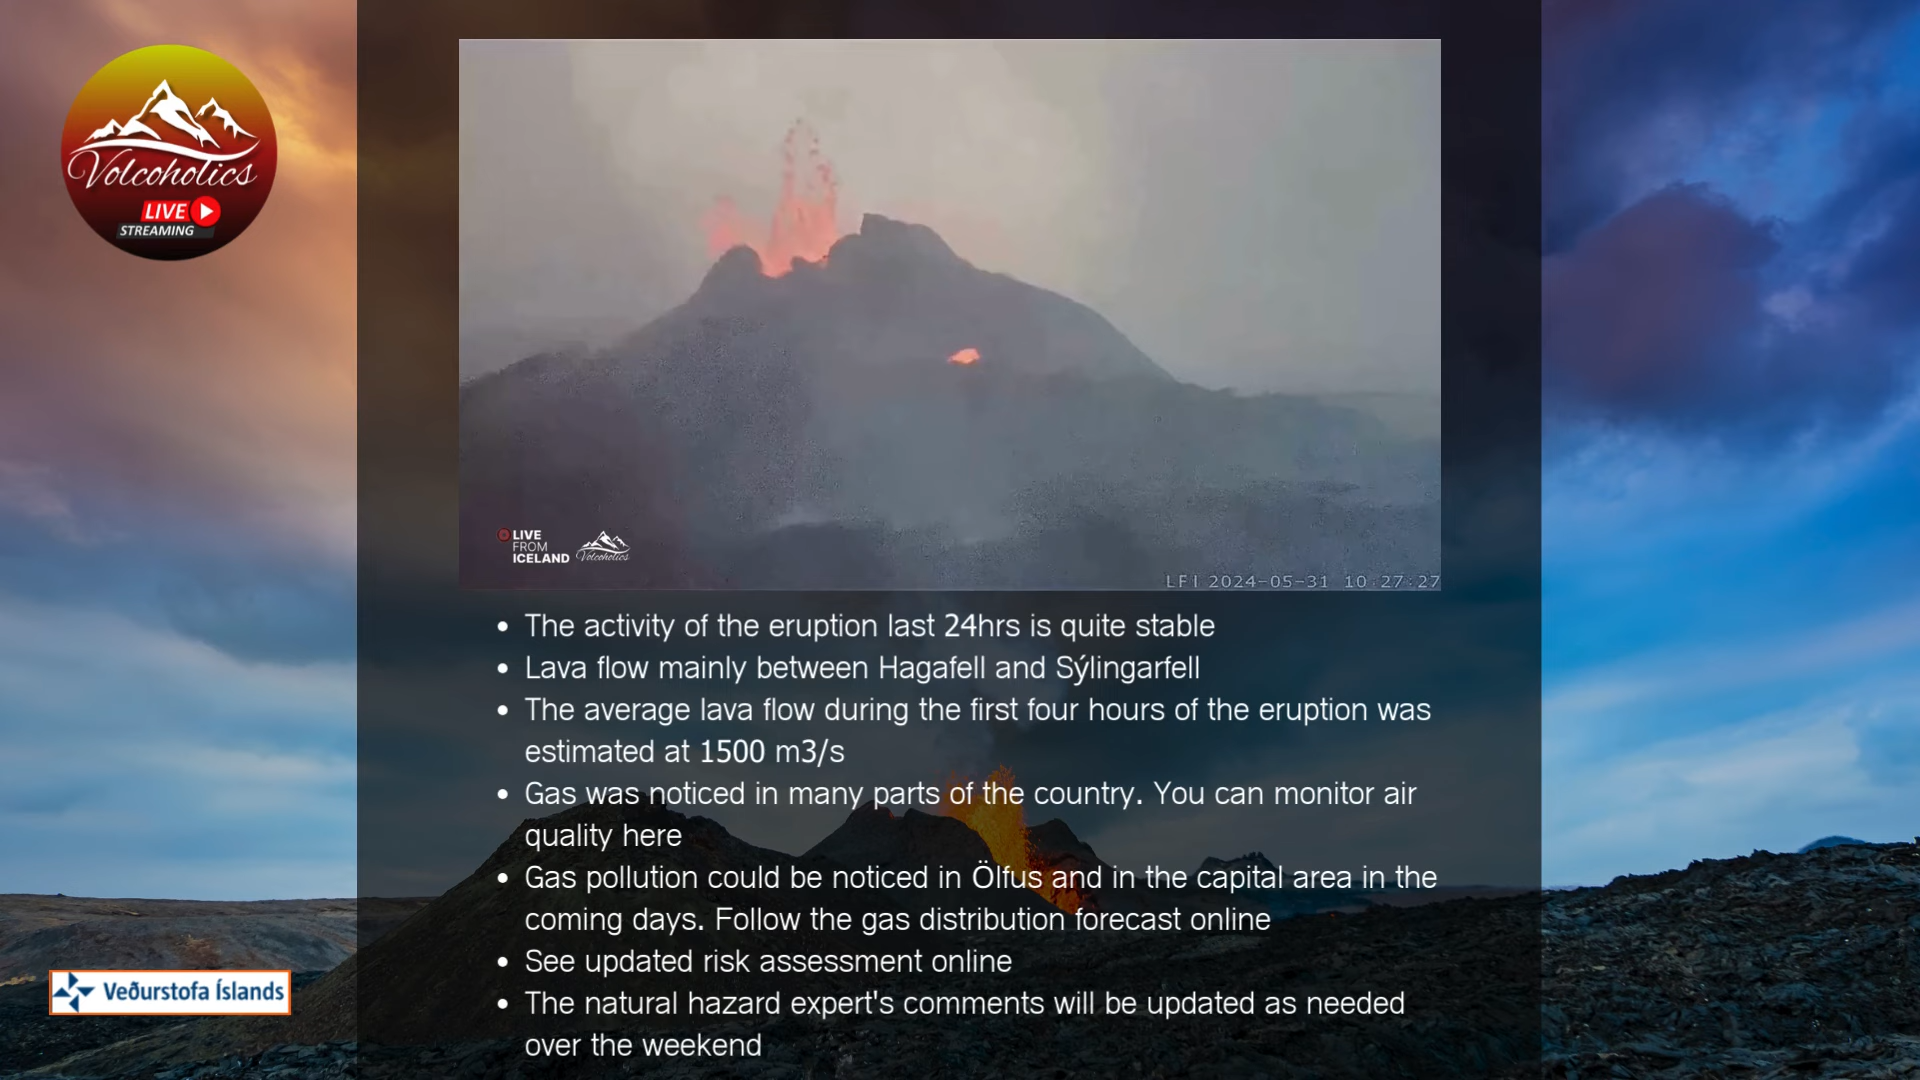 Volcoholics
LIVE
STREAMING
LIVE
FROM
ICELAND
Volcoholics
LFI 2024-05-31 10:27:27
• The activity of the eruption last 24hrs is quite stable
• Lava flow mainly between Hagafell and Sýlingarfell
• The average lava flow during the first four hours of the eruption was
estimated at 1500 m3/s
• Gas was noticed in many parts of the country. You can monitor air
quality here
• Gas pollution could be noticed in Ölfus and in the capital area in the
coming days. Follow the gas distribution forecast online
• See updated risk assessment online
• The natural hazard expert's comments will be updated as needed
over the weekend
Veðurstofa Íslands